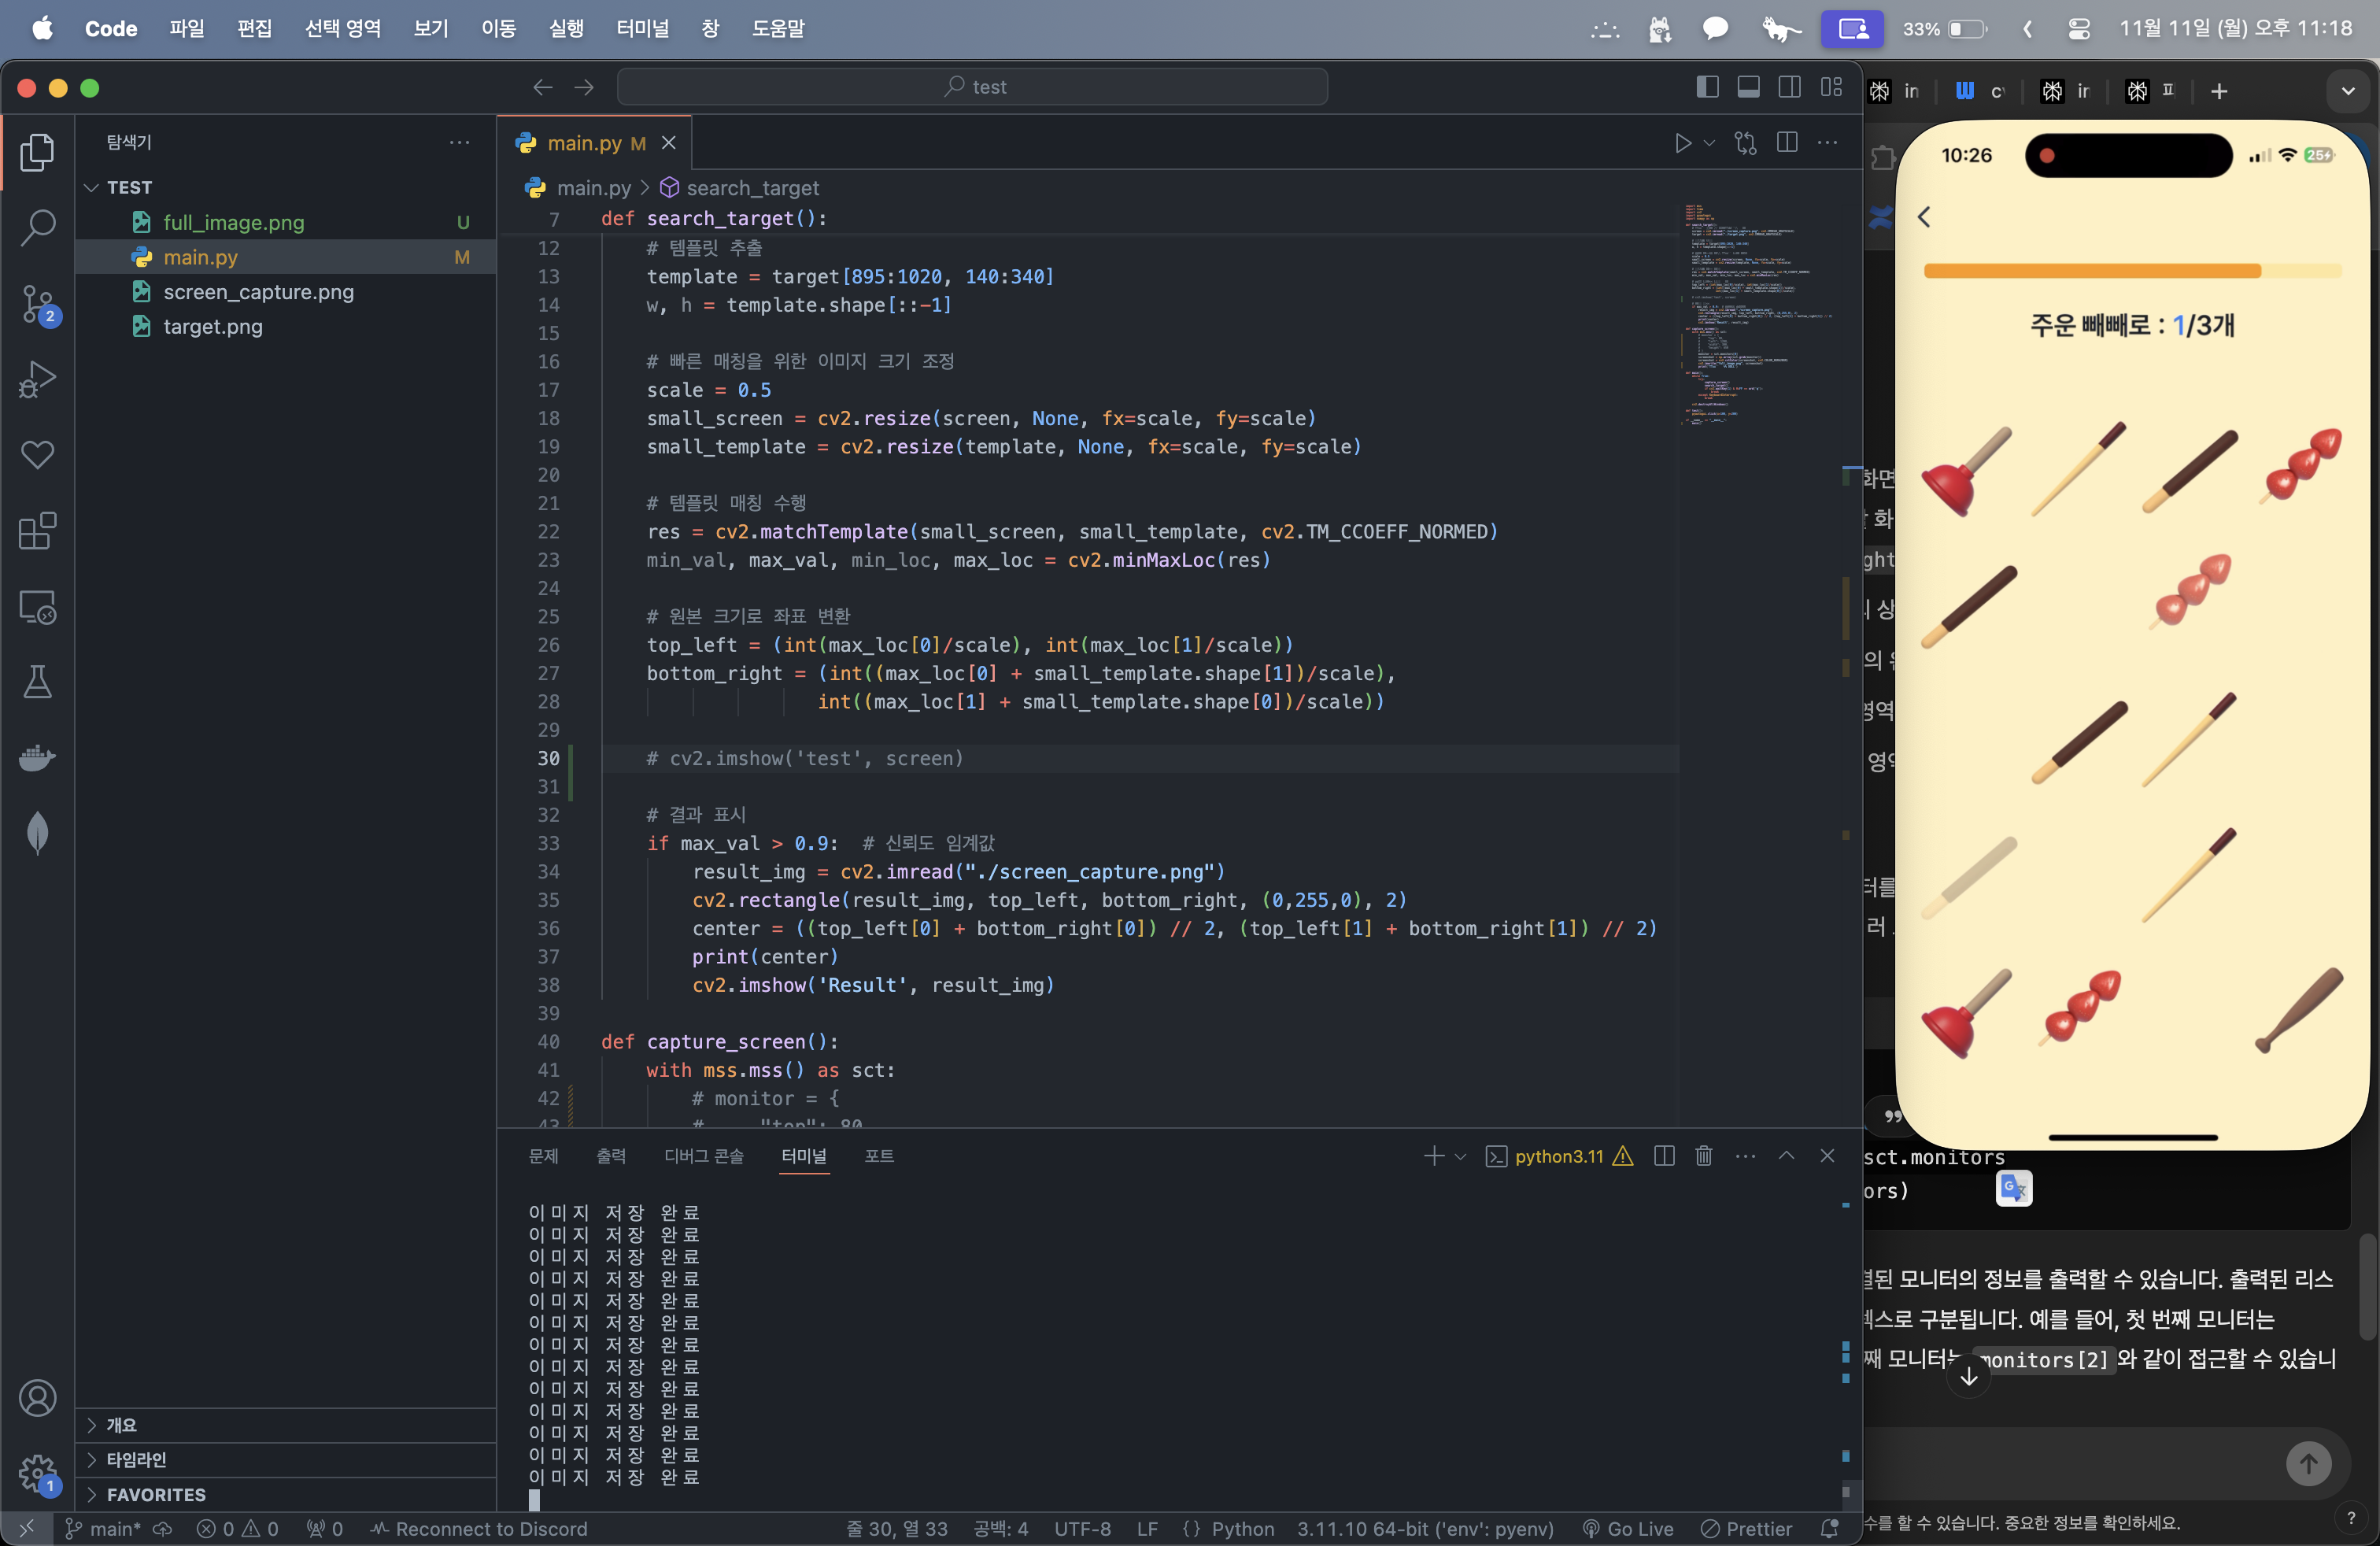 Code 파일 편집 선택 영역 보기 이동 실행 터미널 창 도움말 33% 11월 11일 (월) 오후 11:18
test
탐색기
TEST
full_image.png U
main.py M
screen_capture.png
target.png
개요
타임라인
FAVORITES
2
1
main.py M
main.py > search_target
7 def search_target():
12 # 템플릿 추출
13 template = target[895:1020, 140:340]
14 w, h = template.shape[::-1]
15
16 # 빠른 매칭을 위한 이미지 크기 조정
17 scale = 0.5
18 small_screen = cv2.resize(screen, None, fx=scale, fy=scale)
19 small_template = cv2.resize(template, None, fx=scale, fy=scale)
20
21 # 템플릿 매칭 수행
22 res = cv2.matchTemplate(small_screen, small_template, cv2.TM_CCOEFF_NORMED)
23 min_val, max_val, min_loc, max_loc = cv2.minMaxLoc(res)
24
25 # 원본 크기로 좌표 변환
26 top_left = (int(max_loc[0]/scale), int(max_loc[1]/scale))
27 bottom_right = (int((max_loc[0] + small_template.shape[1])/scale),
28 int((max_loc[1] + small_template.shape[0])/scale))
29
30 # cv2.imshow('test', screen)
31
32 # 결과 표시
33 if max_val > 0.9: # 신뢰도 임계값
34 result_img = cv2.imread("./screen_capture.png")
35 cv2.rectangle(result_img, top_left, bottom_right, (0,255,0), 2)
36 center = ((top_left[0] + bottom_right[0]) // 2, (top_left[1] + bottom_right[1]) // 2)
37 print(center)
38 cv2.imshow('Result', result_img)
39
40 def capture_screen():
41 with mss.mss() as sct:
42 # monitor = {
43 # "top": 80
문제 출력 디버그 콘솔 터미널 포트 python3.11
이미지 저장 완료
이미지 저장 완료
이미지 저장 완료
이미지 저장 완료
이미지 저장 완료
이미지 저장 완료
이미지 저장 완료
이미지 저장 완료
이미지 저장 완료
이미지 저장 완료
이미지 저장 완료
이미지 저장 완료
이미지 저장 완료
main* 0 0 0 Reconnect to Discord 줄 30, 열 33 공백: 4 UTF-8 LF {} Python 3.11.10 64-bit ('env': pyenv) Go Live Prettier
10:26 25
주운 빼빼로 : 1/3개
화면
화
ght
상
의
영역
영역
터를
러
sct.monitors
ors)
모니터의 정보를 출력할 수 있습니다. 출력된 리스
구분됩니다. 예를 들어, 첫 번째 모니터는
째 모니터는 monitors[2] 와 같이 접근할 수 있습니
수를 할 수 있습니다. 중요한 정보를 확인하세요.
?